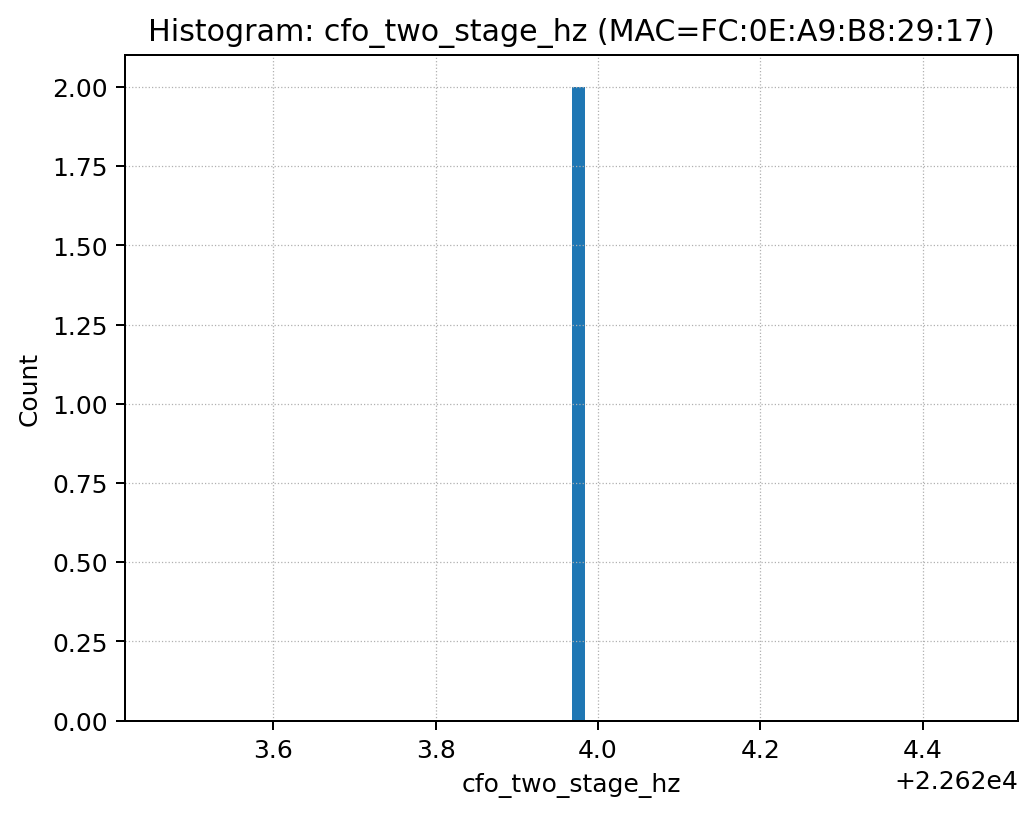 Histogram: cfo_two_stage_hz (MAC=FC:0E:A9:B8:29:17)
2.00
1.75
1.50
1.25
1.00
0.75
0.50
0.25
0.00
Count
3.6 3.8 4.0 4.2 4.4
cfo_two_stage_hz
+2.262e4